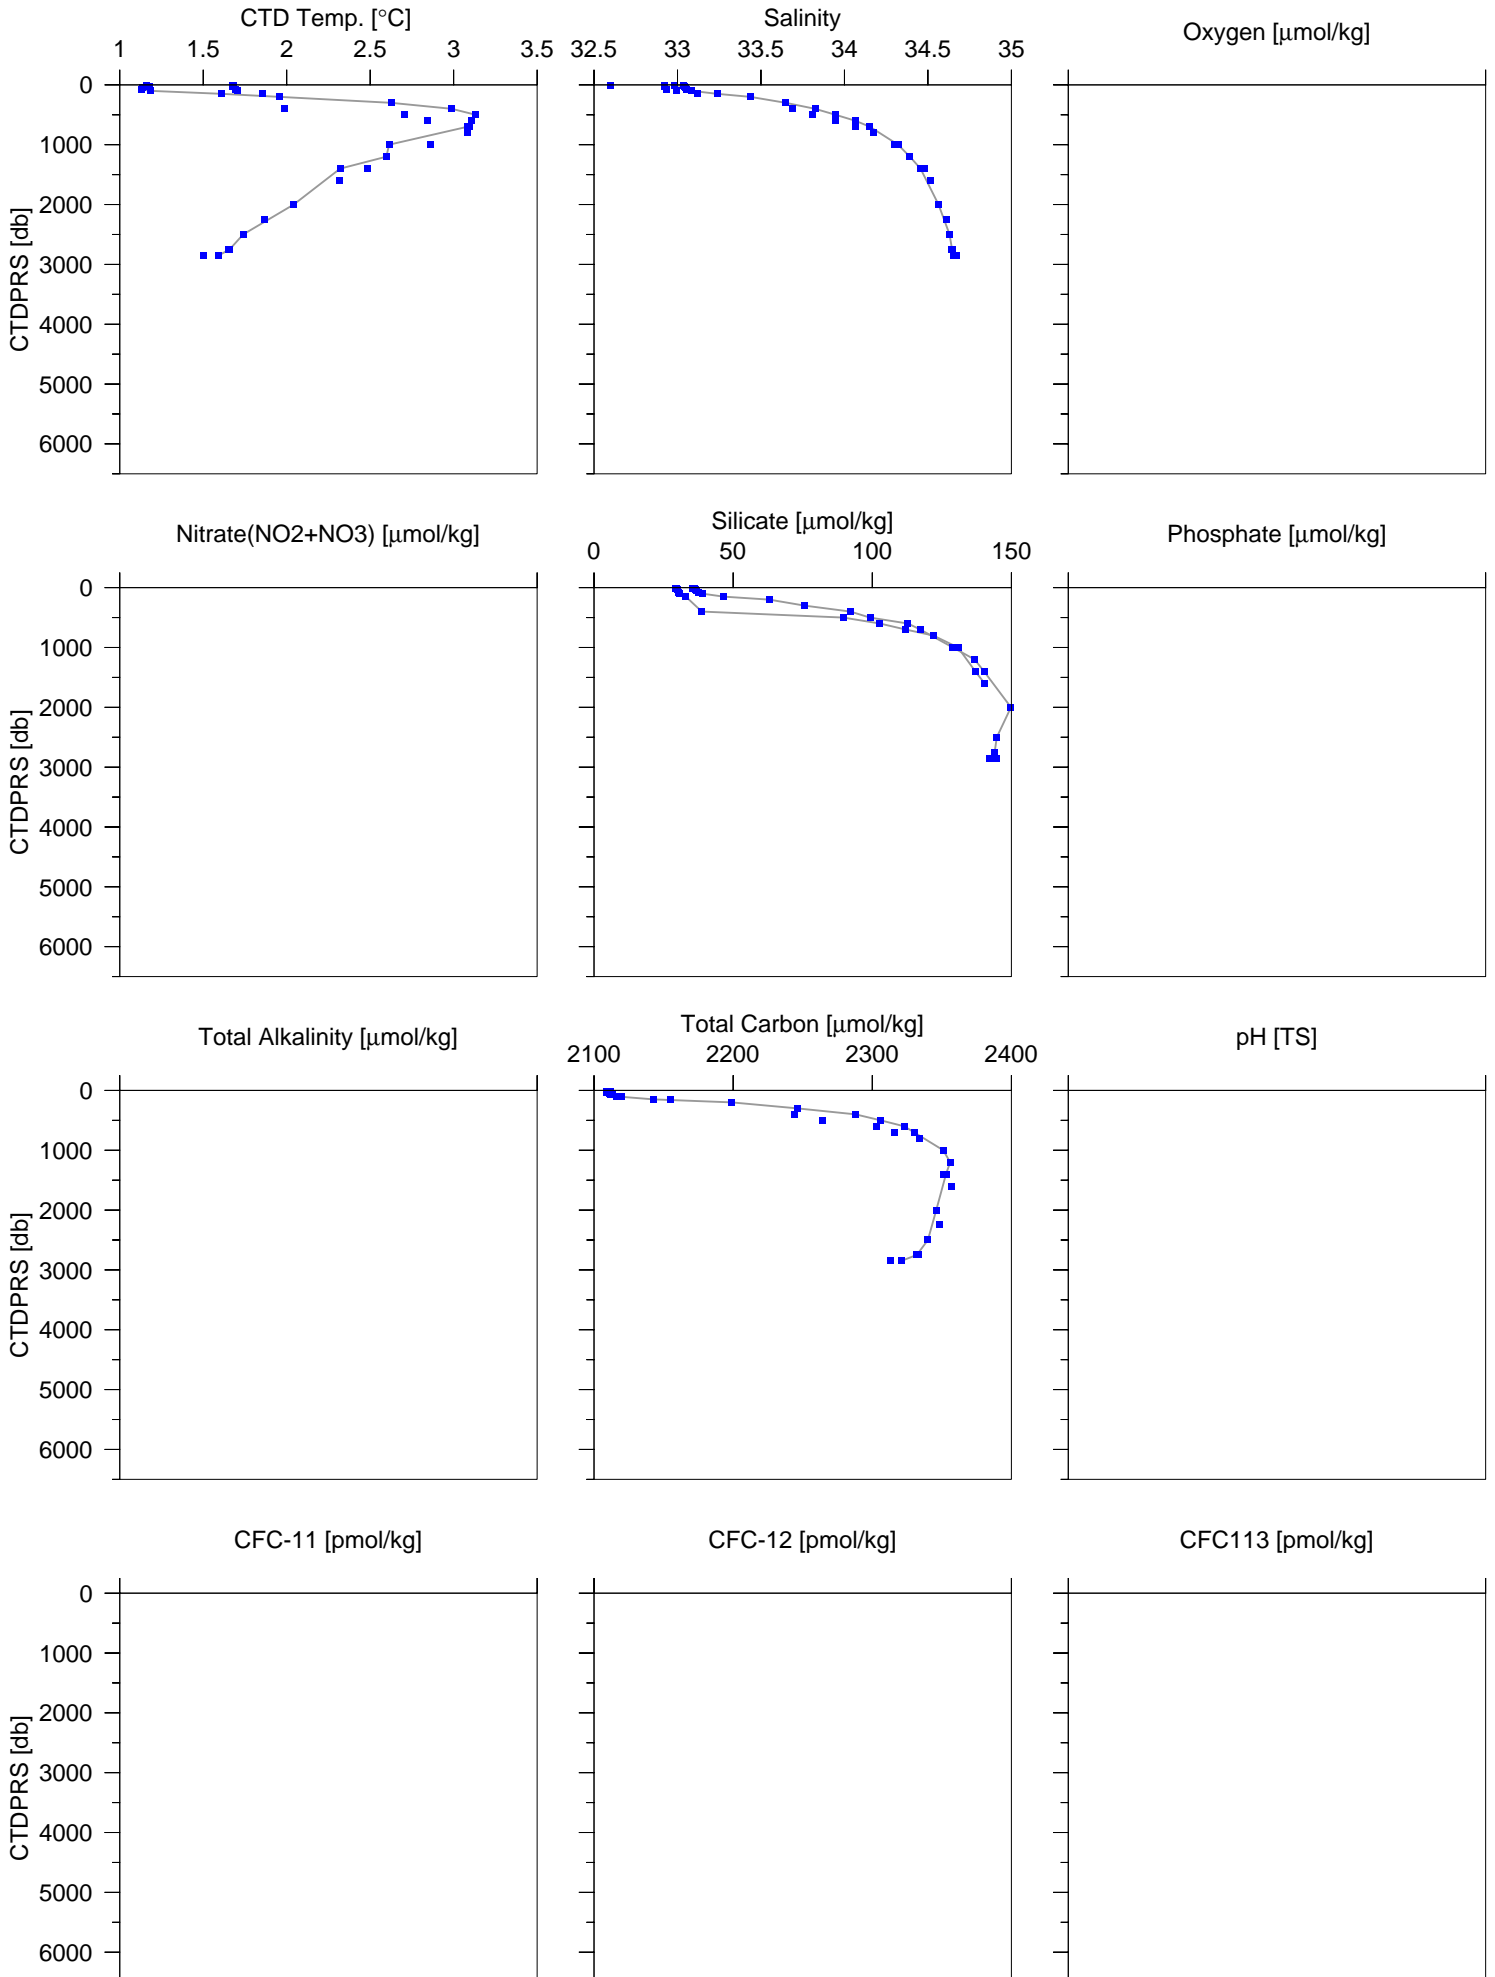 CTD Temp. [°C]
1 1.5 2 2.5 3 3.5
Salinity
32.5 33 33.5 34 34.5 35
Oxygen [μmol/kg]
0
1000
2000
3000
4000
5000
6000
CTDPRS [db]
Nitrate(NO2+NO3) [μmol/kg]
Silicate [μmol/kg]
0 50 100 150
Phosphate [μmol/kg]
0
1000
2000
3000
4000
5000
6000
CTDPRS [db]
Total Alkalinity [μmol/kg]
Total Carbon [μmol/kg]
2100 2200 2300 2400
pH [TS]
0
1000
2000
3000
4000
5000
6000
CTDPRS [db]
CFC-11 [pmol/kg]
CFC-12 [pmol/kg]
CFC113 [pmol/kg]
0
1000
2000
3000
4000
5000
6000
CTDPRS [db]